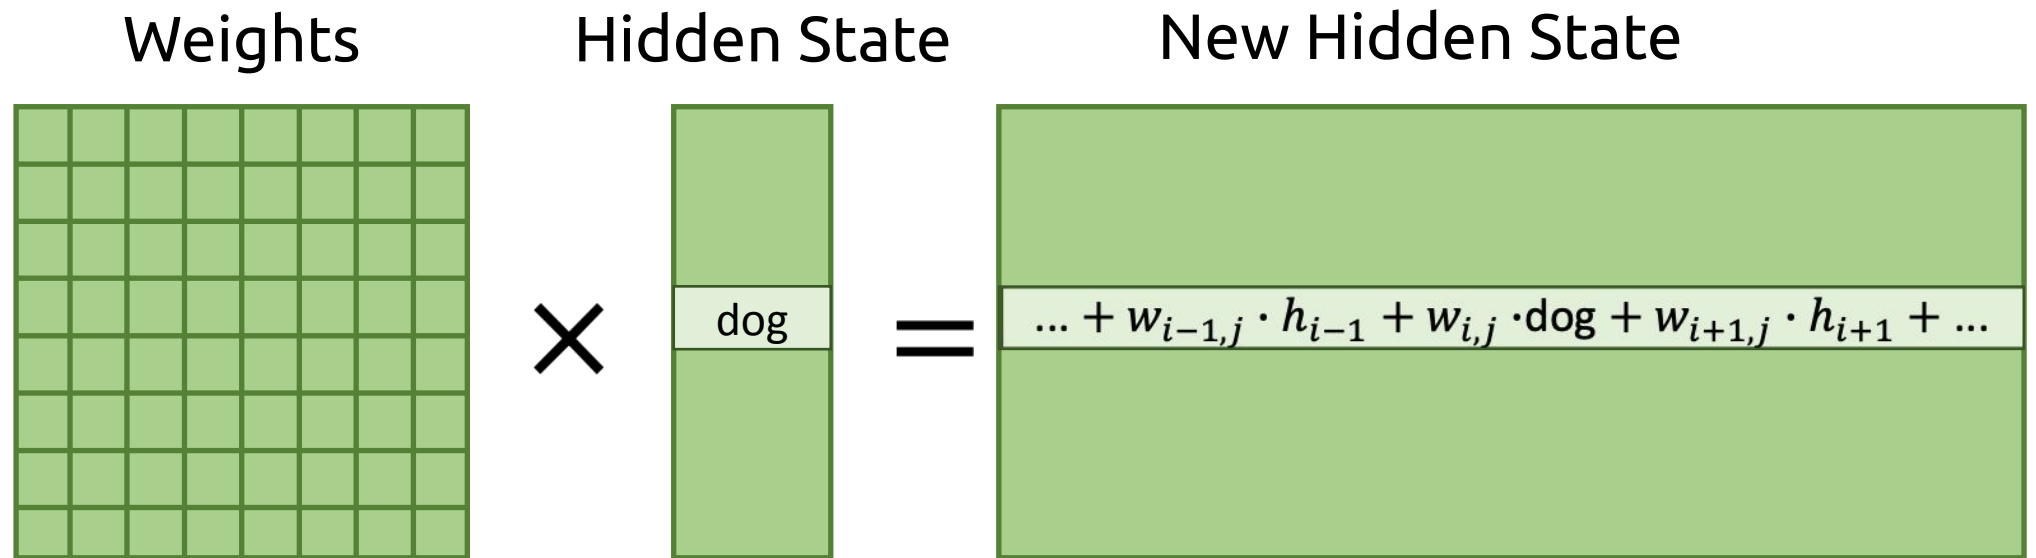 Weights
Hidden State
New Hidden State
×
dog
=
... + w_{i−1,j} · h_{i−1} + w_{i,j} ·dog + w_{i+1,j} · h_{i+1} + ...